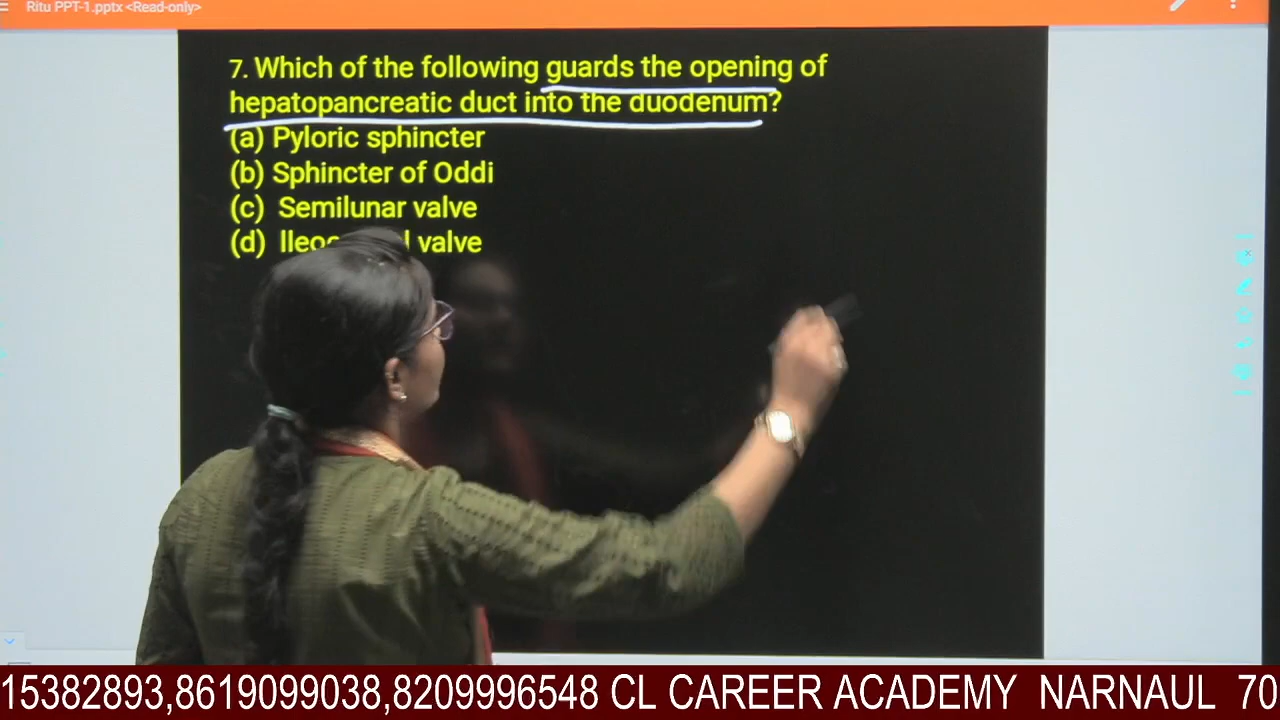 Ritu PPT-1.pptx <Read-only>
7. Which of the following guards the opening of
hepatopancreatic duct into the duodenum?
(a) Pyloric sphincter
(b) Sphincter of Oddi
(c) Semilunar valve
(d) valve
15382893,8619099038,8209996548 CL CAREER ACADEMY NARNAUL 70